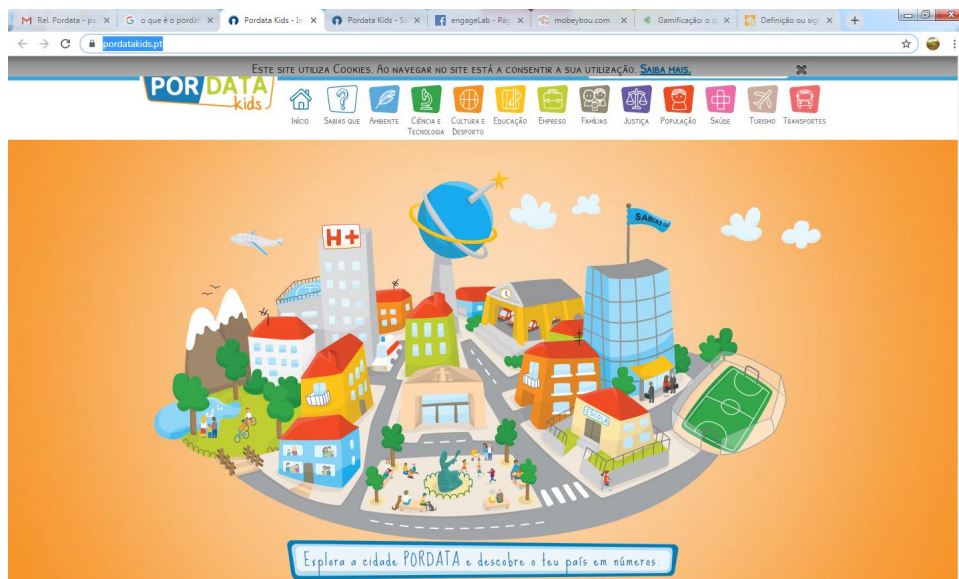 Rel. Pordata - po
o que é o pordat
Pordata Kids - In
Pordata Kids - S
engageLab - Pág
mobeybou.com
Gamificação: o q
Definição ou sig
pordatakids.pt
Este site utiliza Cookies. Ao navegar no site está a consentir a sua utilização. Saiba mais.
PORDATA
kids
Início
Sabias que
Ambiente
Ciência e Tecnologia
Cultura e Desporto
Educação
Emprego
Famílias
Justiça
População
Saúde
Turismo
Transportes
H+
ESCOLA
Explora a cidade PORDATA e descobre o teu país em números.